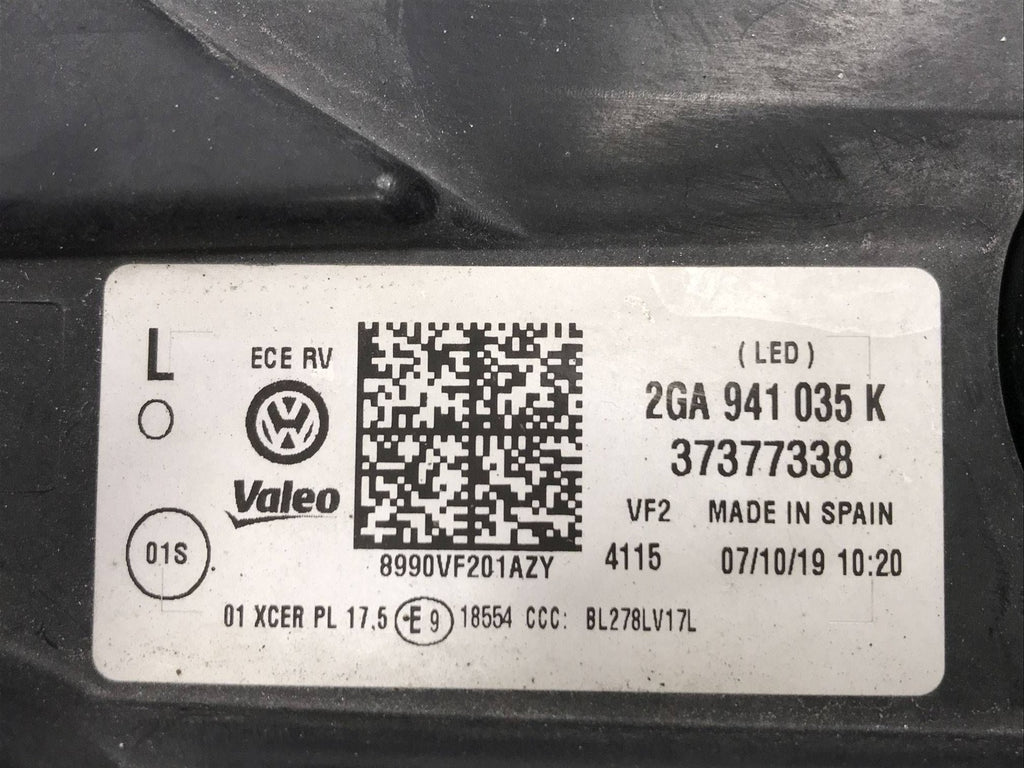 L
ECE RV
Valeo
01S
8990VF201AZY
(LED)
2GA 941 035 K
37377338
VF2 MADE IN SPAIN
4115 07/10/19 10:20
01 XCER PL 17,5 E9 18554 CCC: BL278LV17L